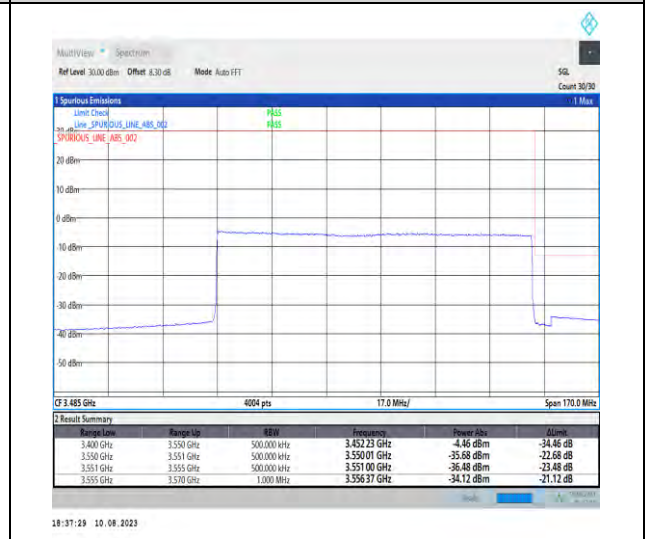 MultiView Spectrum
Ref Level 30.00 dBm Offset 8.30 dB Mode Auto FFT SGL
Count 30/30
1 Spurious Emissions 1 Max
Limit Check PASS
Line _SPURIOUS_LINE_ABS_002 PASS
SPURIOUS_LINE_ABS_002
20 dBm
10 dBm
0 dBm
-10 dBm
-20 dBm
-30 dBm
-40 dBm
-50 dBm
CF 3.485 GHz 4004 pts 17.0 MHz/ Span 170.0 MHz
2 Result Summary
Range Low Range Up RBW Frequency Power Abs ΔLimit
3.400 GHz 3.550 GHz 500.000 kHz 3.452 23 GHz -4.46 dBm -34.46 dB
3.550 GHz 3.551 GHz 500.000 kHz 3.550 01 GHz -35.68 dBm -22.68 dB
3.551 GHz 3.555 GHz 500.000 kHz 3.551 00 GHz -36.48 dBm -23.48 dB
3.555 GHz 3.570 GHz 1.000 MHz 3.556 37 GHz -34.12 dBm -21.12 dB
18:37:29 10.08.2023